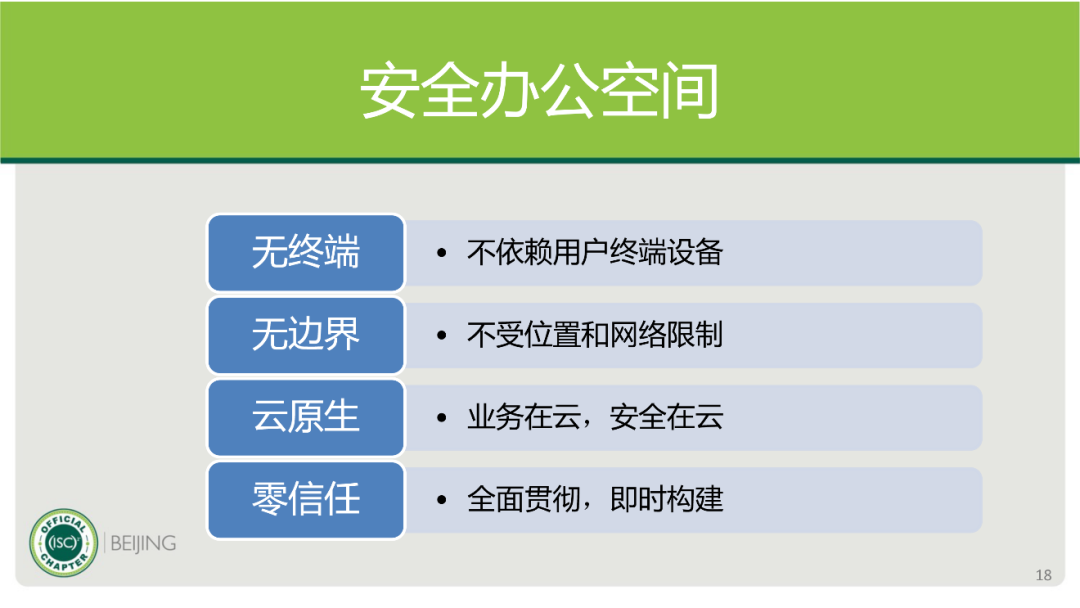 安全办公空间
无终端
• 不依赖用户终端设备
无边界
• 不受位置和网络限制
云原生
• 业务在云，安全在云
零信任
• 全面贯彻，即时构建
OFFICIAL
(ISC)²
CHAPTER
BEIJING
18